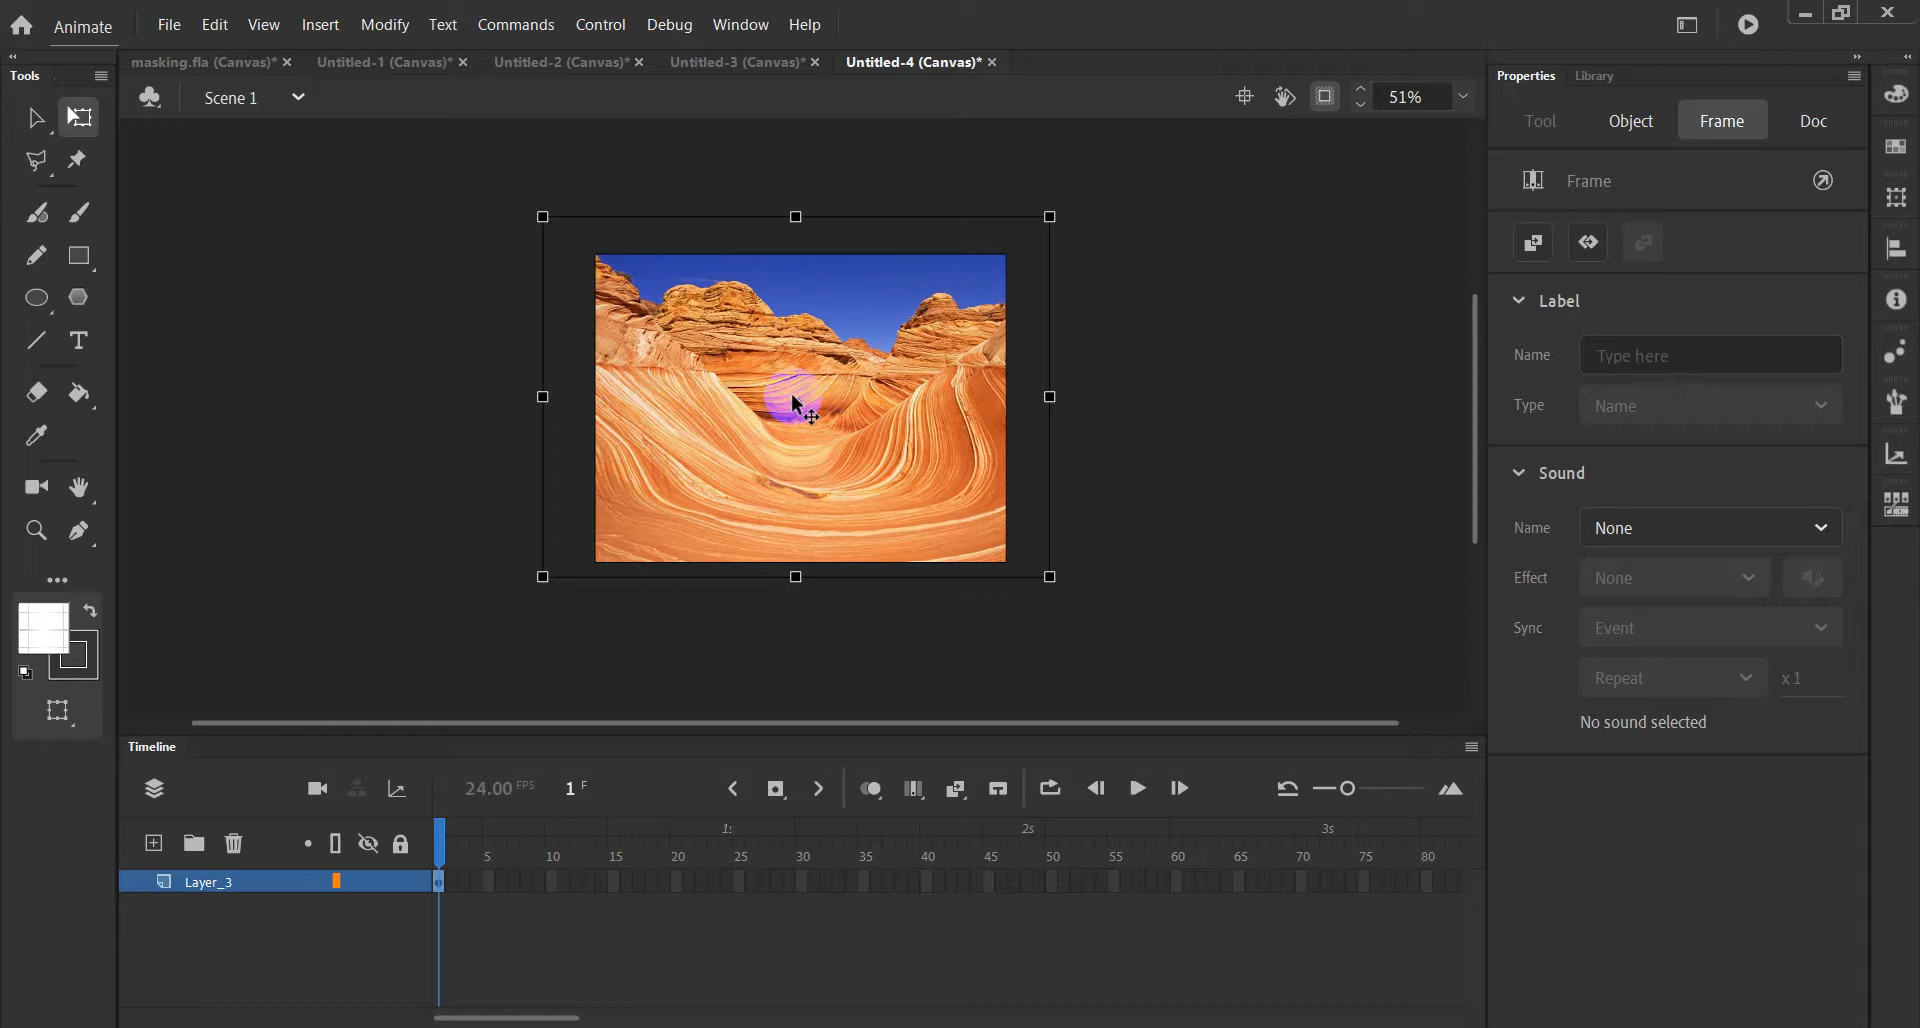 Animate File Edit View Insert Modify Text Commands Control Debug Window Help
masking.fla (Canvas)* Untitled-1 (Canvas)* Untitled-2 (Canvas)* Untitled-3 (Canvas)* Untitled-4 (Canvas)*
Tools
Scene 1
51%
Properties Library
Tool Object Frame Doc
Frame
Label
Name Type here
Type Name
Sound
Name None
Effect None
Sync Event
Repeat x 1
No sound selected
Timeline
24.00 FPS 1 F
1s 2s 3s
5 10 15 20 25 30 35 40 45 50 55 60 65 70 75 80
Layer_3